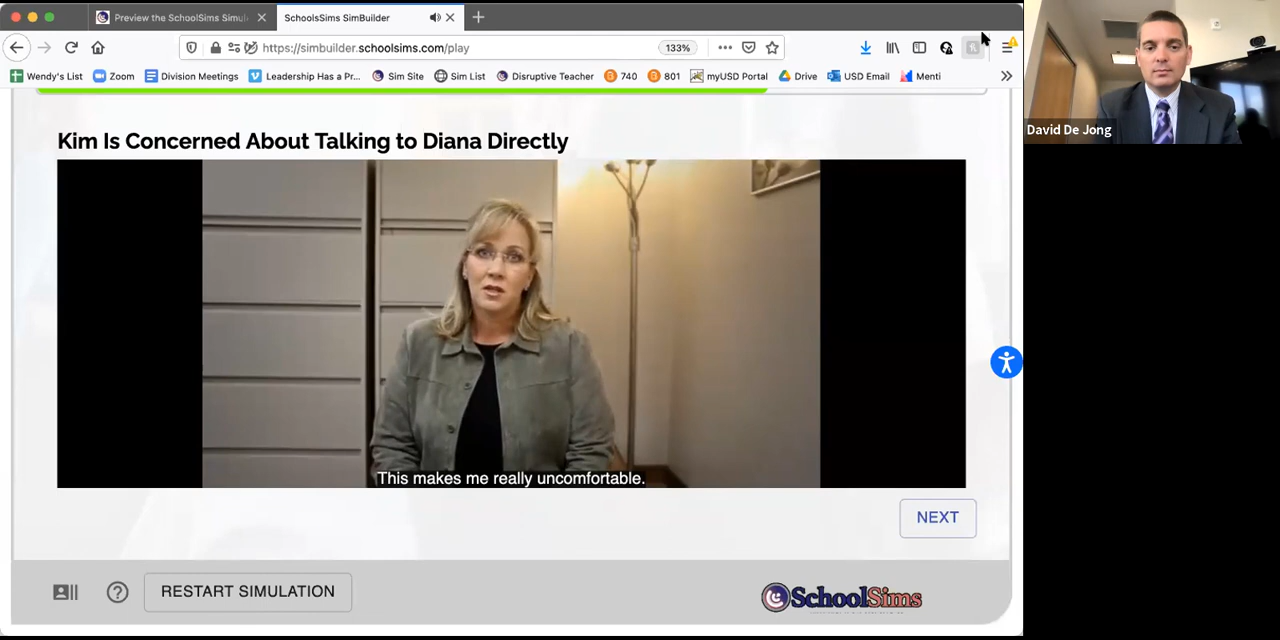 Preview the SchoolSims Simul
SchoolsSims SimBuilder
https://simbuilder.schoolsims.com/play
133%
Wendy's List
Zoom
Division Meetings
Leadership Has a Pr...
Sim Site
Sim List
Disruptive Teacher
740
801
myUSD Portal
Drive
USD Email
Menti
David De Jong
Kim Is Concerned About Talking to Diana Directly
This makes me really uncomfortable.
NEXT
RESTART SIMULATION
SchoolSims